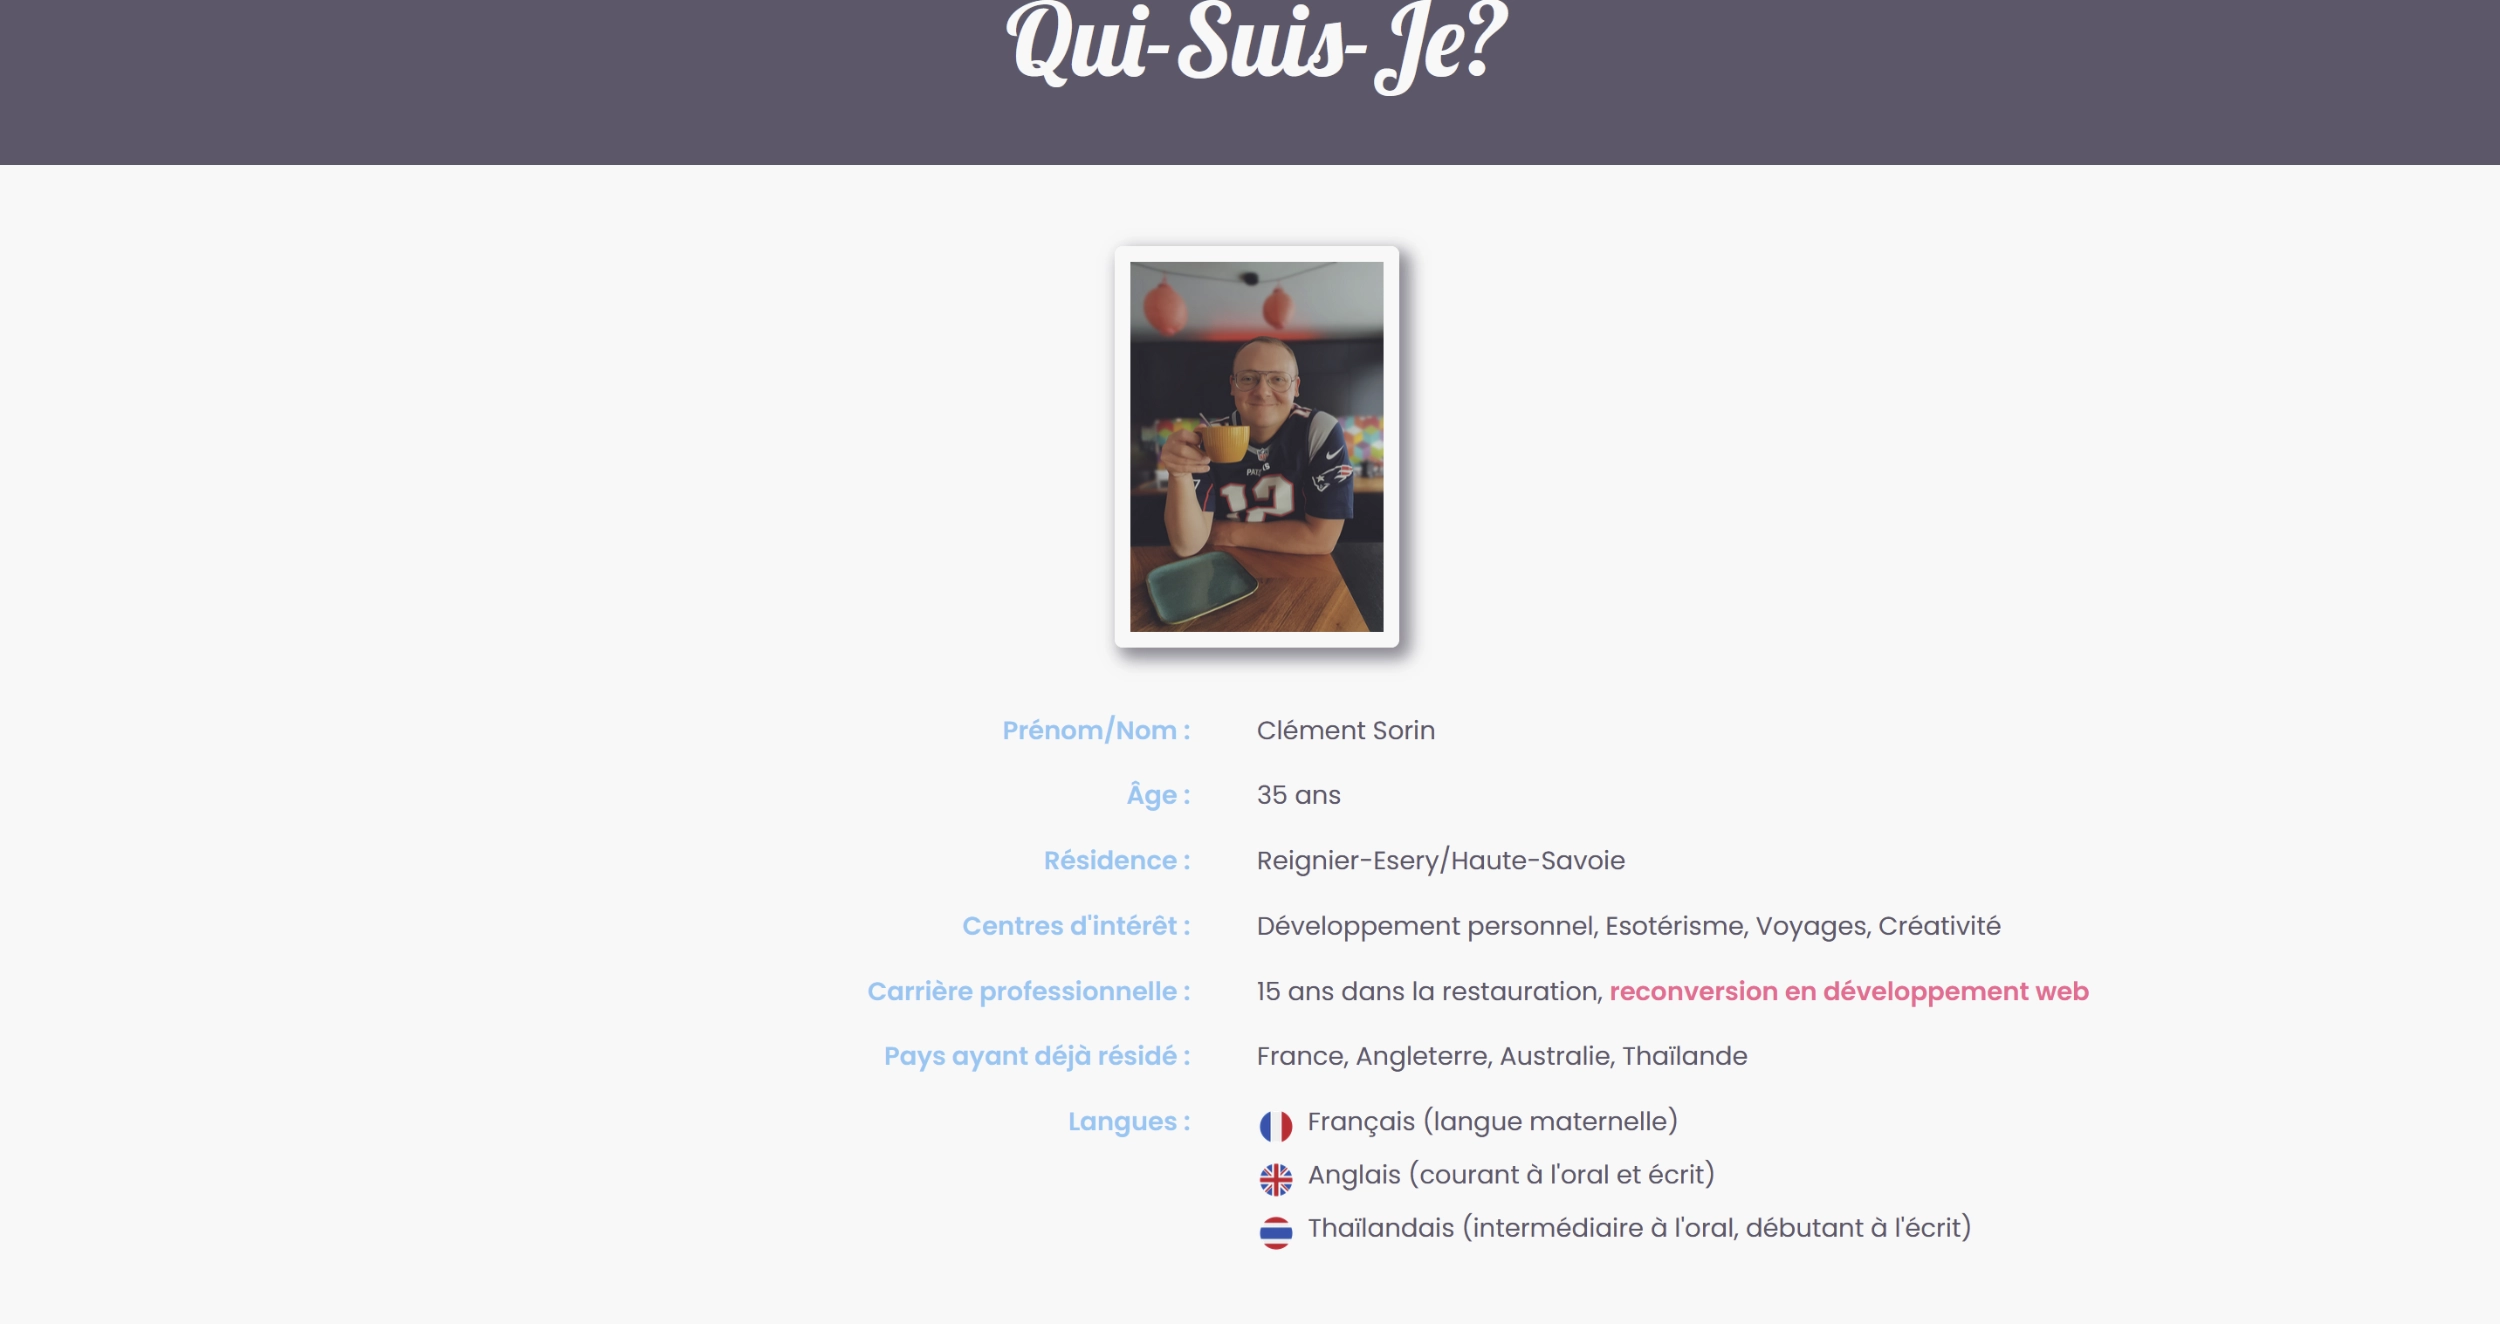 Qui-Suis-Je?
12
Prénom/Nom : Clément Sorin
Âge : 35 ans
Résidence : Reignier-Esery/Haute-Savoie
Centres d'intérêt : Développement personnel, Esotérisme, Voyages, Créativité
Carrière professionnelle : 15 ans dans la restauration, reconversion en développement web
Pays ayant déjà résidé : France, Angleterre, Australie, Thaïlande
Langues : Français (langue maternelle)
Anglais (courant à l'oral et écrit)
Thaïlandais (intermédiaire à l'oral, débutant à l'écrit)